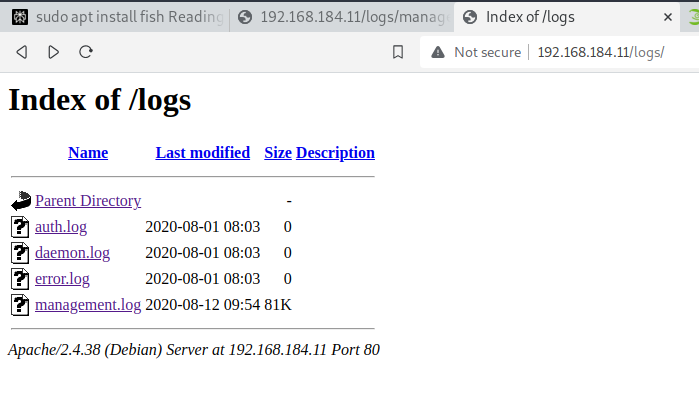 sudo apt install fish Reading
192.168.184.11/logs/manage
Index of /logs
Not secure
192.168.184.11/logs/
Index of /logs
Name Last modified Size Description
Parent Directory -
auth.log 2020-08-01 08:03 0
daemon.log 2020-08-01 08:03 0
error.log 2020-08-01 08:03 0
management.log 2020-08-12 09:54 81K
Apache/2.4.38 (Debian) Server at 192.168.184.11 Port 80